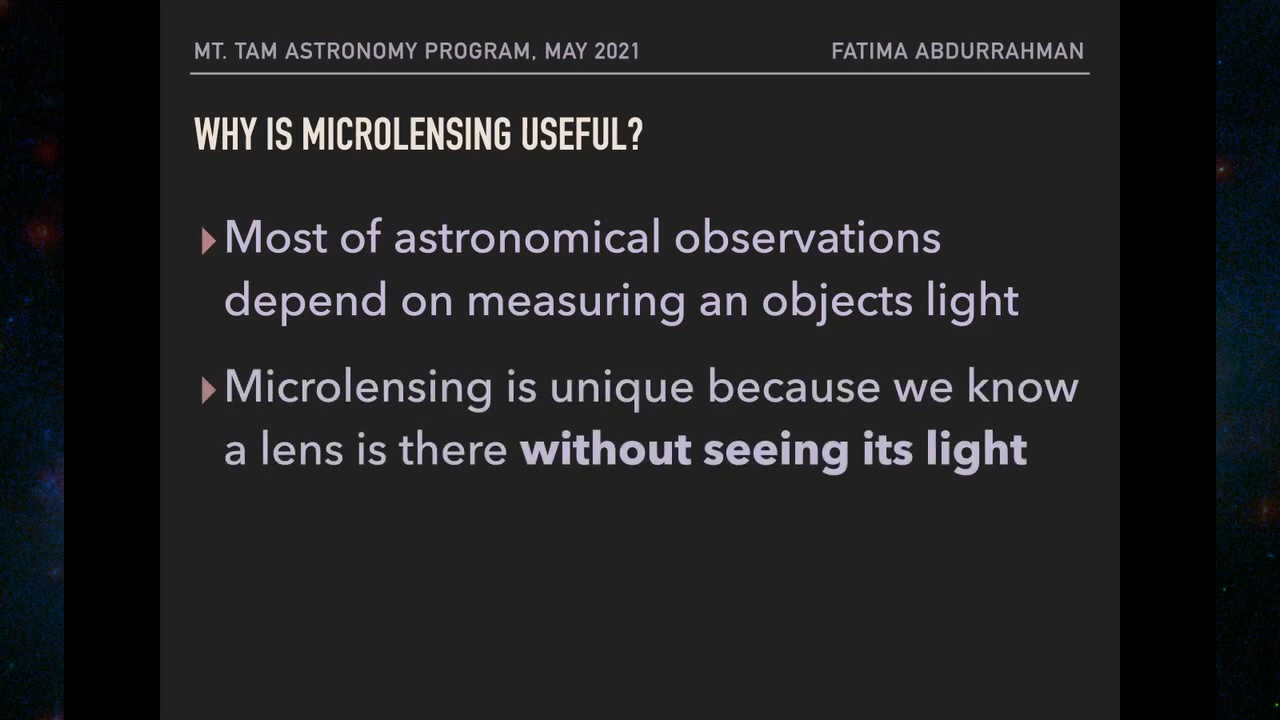 MT. TAM ASTRONOMY PROGRAM, MAY 2021
FATIMA ABDURRAHMAN
WHY IS MICROLENSING USEFUL?
Most of astronomical observations
depend on measuring an objects light
Microlensing is unique because we know
a lens is there without seeing its light